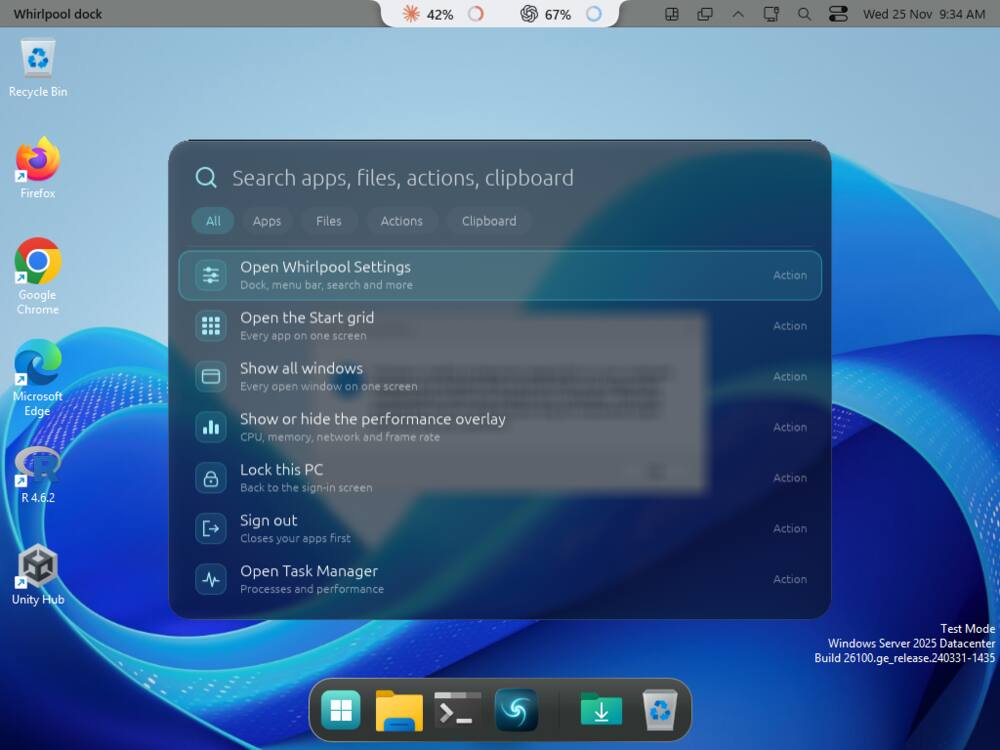 Whirlpool dock
42%
67%
Wed 25 Nov 9:34 AM
Recycle Bin
Firefox
Google
Chrome
Microsoft
Edge
R 4.6.2
Unity Hub
Search apps, files, actions, clipboard
All Apps Files Actions Clipboard
Open Whirlpool Settings
Dock, menu bar, search and more
Action
Open the Start grid
Every app on one screen
Action
Show all windows
Every open window on one screen
Action
Show or hide the performance overlay
CPU, memory, network and frame rate
Action
Lock this PC
Back to the sign-in screen
Action
Sign out
Closes your apps first
Action
Open Task Manager
Processes and performance
Action
Test Mode
Windows Server 2025 Datacenter
Build 26100.ge_release.240331-1435